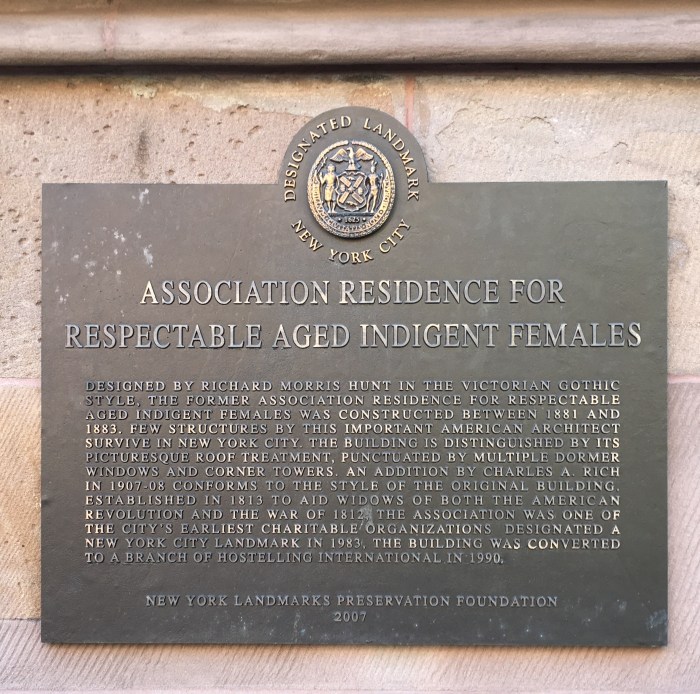 DESIGNATED LANDMARK
1625
NEW YORK CITY
ASSOCIATION RESIDENCE FOR
RESPECTABLE AGED INDIGENT FEMALES
DESIGNED BY RICHARD MORRIS HUNT IN THE VICTORIAN GOTHIC
STYLE, THE FORMER ASSOCIATION RESIDENCE FOR RESPECTABLE
AGED INDIGENT FEMALES WAS CONSTRUCTED BETWEEN 1881 AND
1883. FEW STRUCTURES BY THIS IMPORTANT AMERICAN ARCHITECT
SURVIVE IN NEW YORK CITY. THE BUILDING IS DISTINGUISHED BY ITS
PICTURESQUE ROOF TREATMENT, PUNCTUATED BY MULTIPLE DORMER
WINDOWS AND CORNER TOWERS. AN ADDITION BY CHARLES A. RICH
IN 1907-08 CONFORMS TO THE STYLE OF THE ORIGINAL BUILDING.
ESTABLISHED IN 1813 TO AID WIDOWS OF BOTH THE AMERICAN
REVOLUTION AND THE WAR OF 1812, THE ASSOCIATION WAS ONE OF
THE CITY'S EARLIEST CHARITABLE ORGANIZATIONS. DESIGNATED A
NEW YORK CITY LANDMARK IN 1983, THE BUILDING WAS CONVERTED
TO A BRANCH OF HOSTELLING INTERNATIONAL IN 1990.
NEW YORK LANDMARKS PRESERVATION FOUNDATION
2007